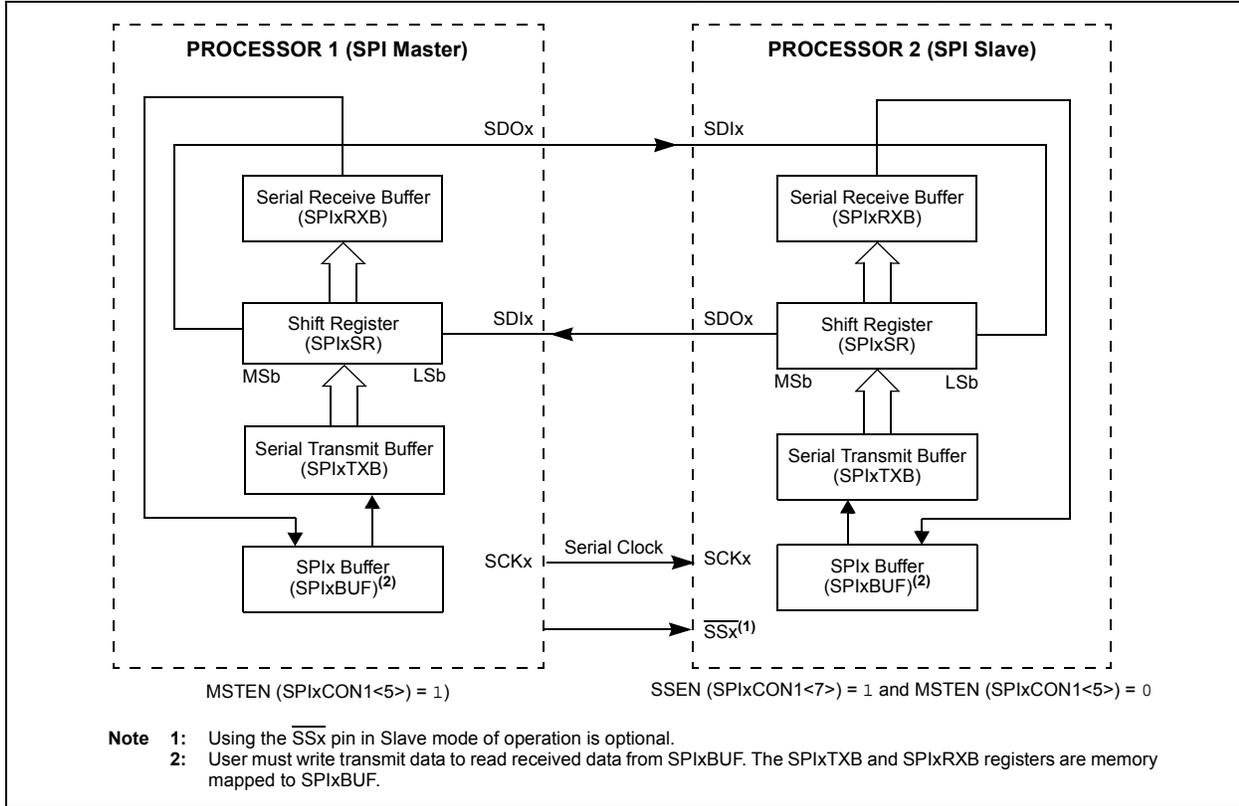 PROCESSOR 1 (SPI Master)
PROCESSOR 2 (SPI Slave)
SDOx
SDIx
Serial Receive Buffer
(SPIxRXB)
Serial Receive Buffer
(SPIxRXB)
Shift Register
(SPIxSR)
SDIx
SDOx
Shift Register
(SPIxSR)
MSb
LSb
MSb
LSb
Serial Transmit Buffer
(SPIxTXB)
Serial Transmit Buffer
(SPIxTXB)
SPIx Buffer
(SPIxBUF)(2)
SCKx
Serial Clock
SCKx
SPIx Buffer
(SPIxBUF)(2)
SSx(1)
MSTEN (SPIxCON1<5>) = 1)
SSEN (SPIxCON1<7>) = 1 and MSTEN (SPIxCON1<5>) = 0
Note 1: Using the SSx pin in Slave mode of operation is optional.
2: User must write transmit data to read received data from SPIxBUF. The SPIxTXB and SPIxRXB registers are memory
mapped to SPIxBUF.